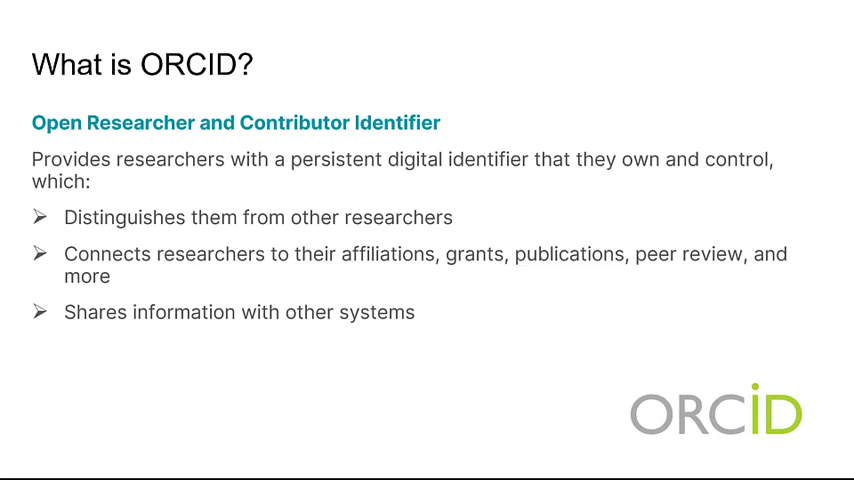 What is ORCID?
Open Researcher and Contributor Identifier
Provides researchers with a persistent digital identifier that they own and control,
which:
➢ Distinguishes them from other researchers
➢ Connects researchers to their affiliations, grants, publications, peer review, and
more
➢ Shares information with other systems
ORCiD